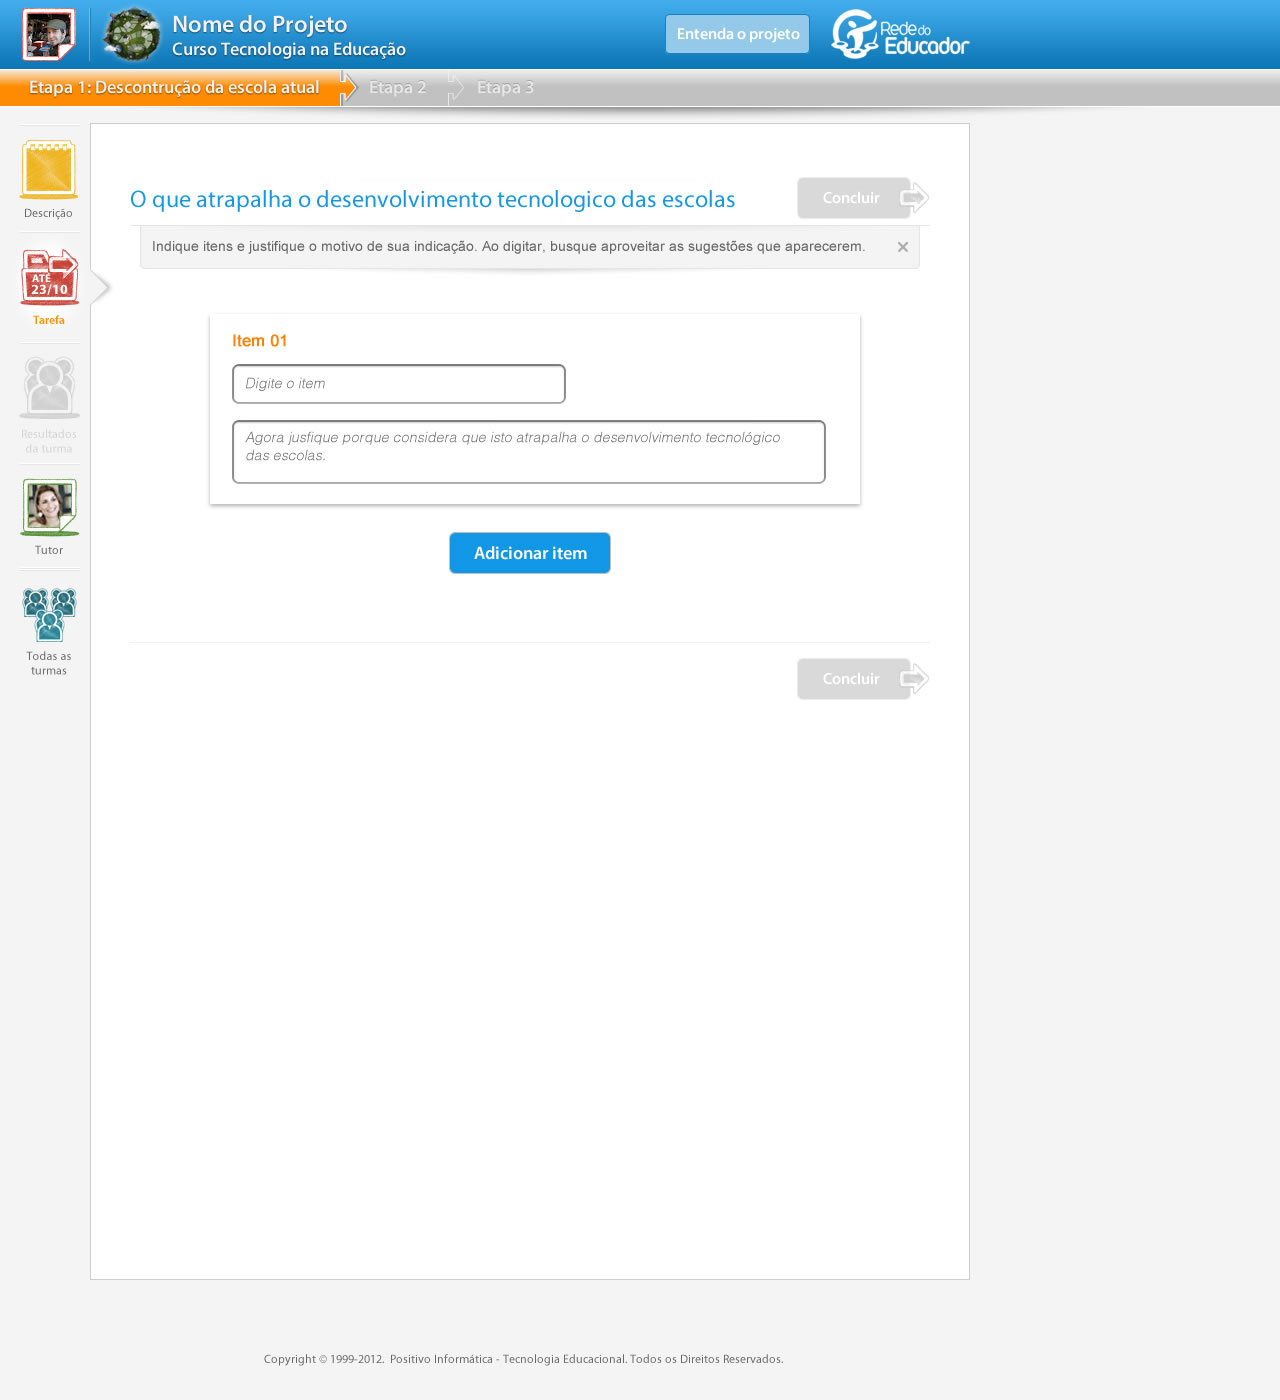 Nome do Projeto
Curso Tecnologia na Educação
Entenda o projeto
Rede do
Educador
Etapa 1: Descontrução da escola atual
Etapa 2
Etapa 3
Descrição
ATÉ
23/10
Tarefa
Resultados
da turma
Tutor
Todas as
turmas
O que atrapalha o desenvolvimento tecnologico das escolas
Concluir
Indique itens e justifique o motivo de sua indicação. Ao digitar, busque aproveitar as sugestões que aparecerem.
Item 01
Digite o item
Agora jusfique porque considera que isto atrapalha o desenvolvimento tecnológico
das escolas.
Adicionar item
Concluir
Copyright © 1999-2012. Positivo Informática - Tecnologia Educacional. Todos os Direitos Reservados.